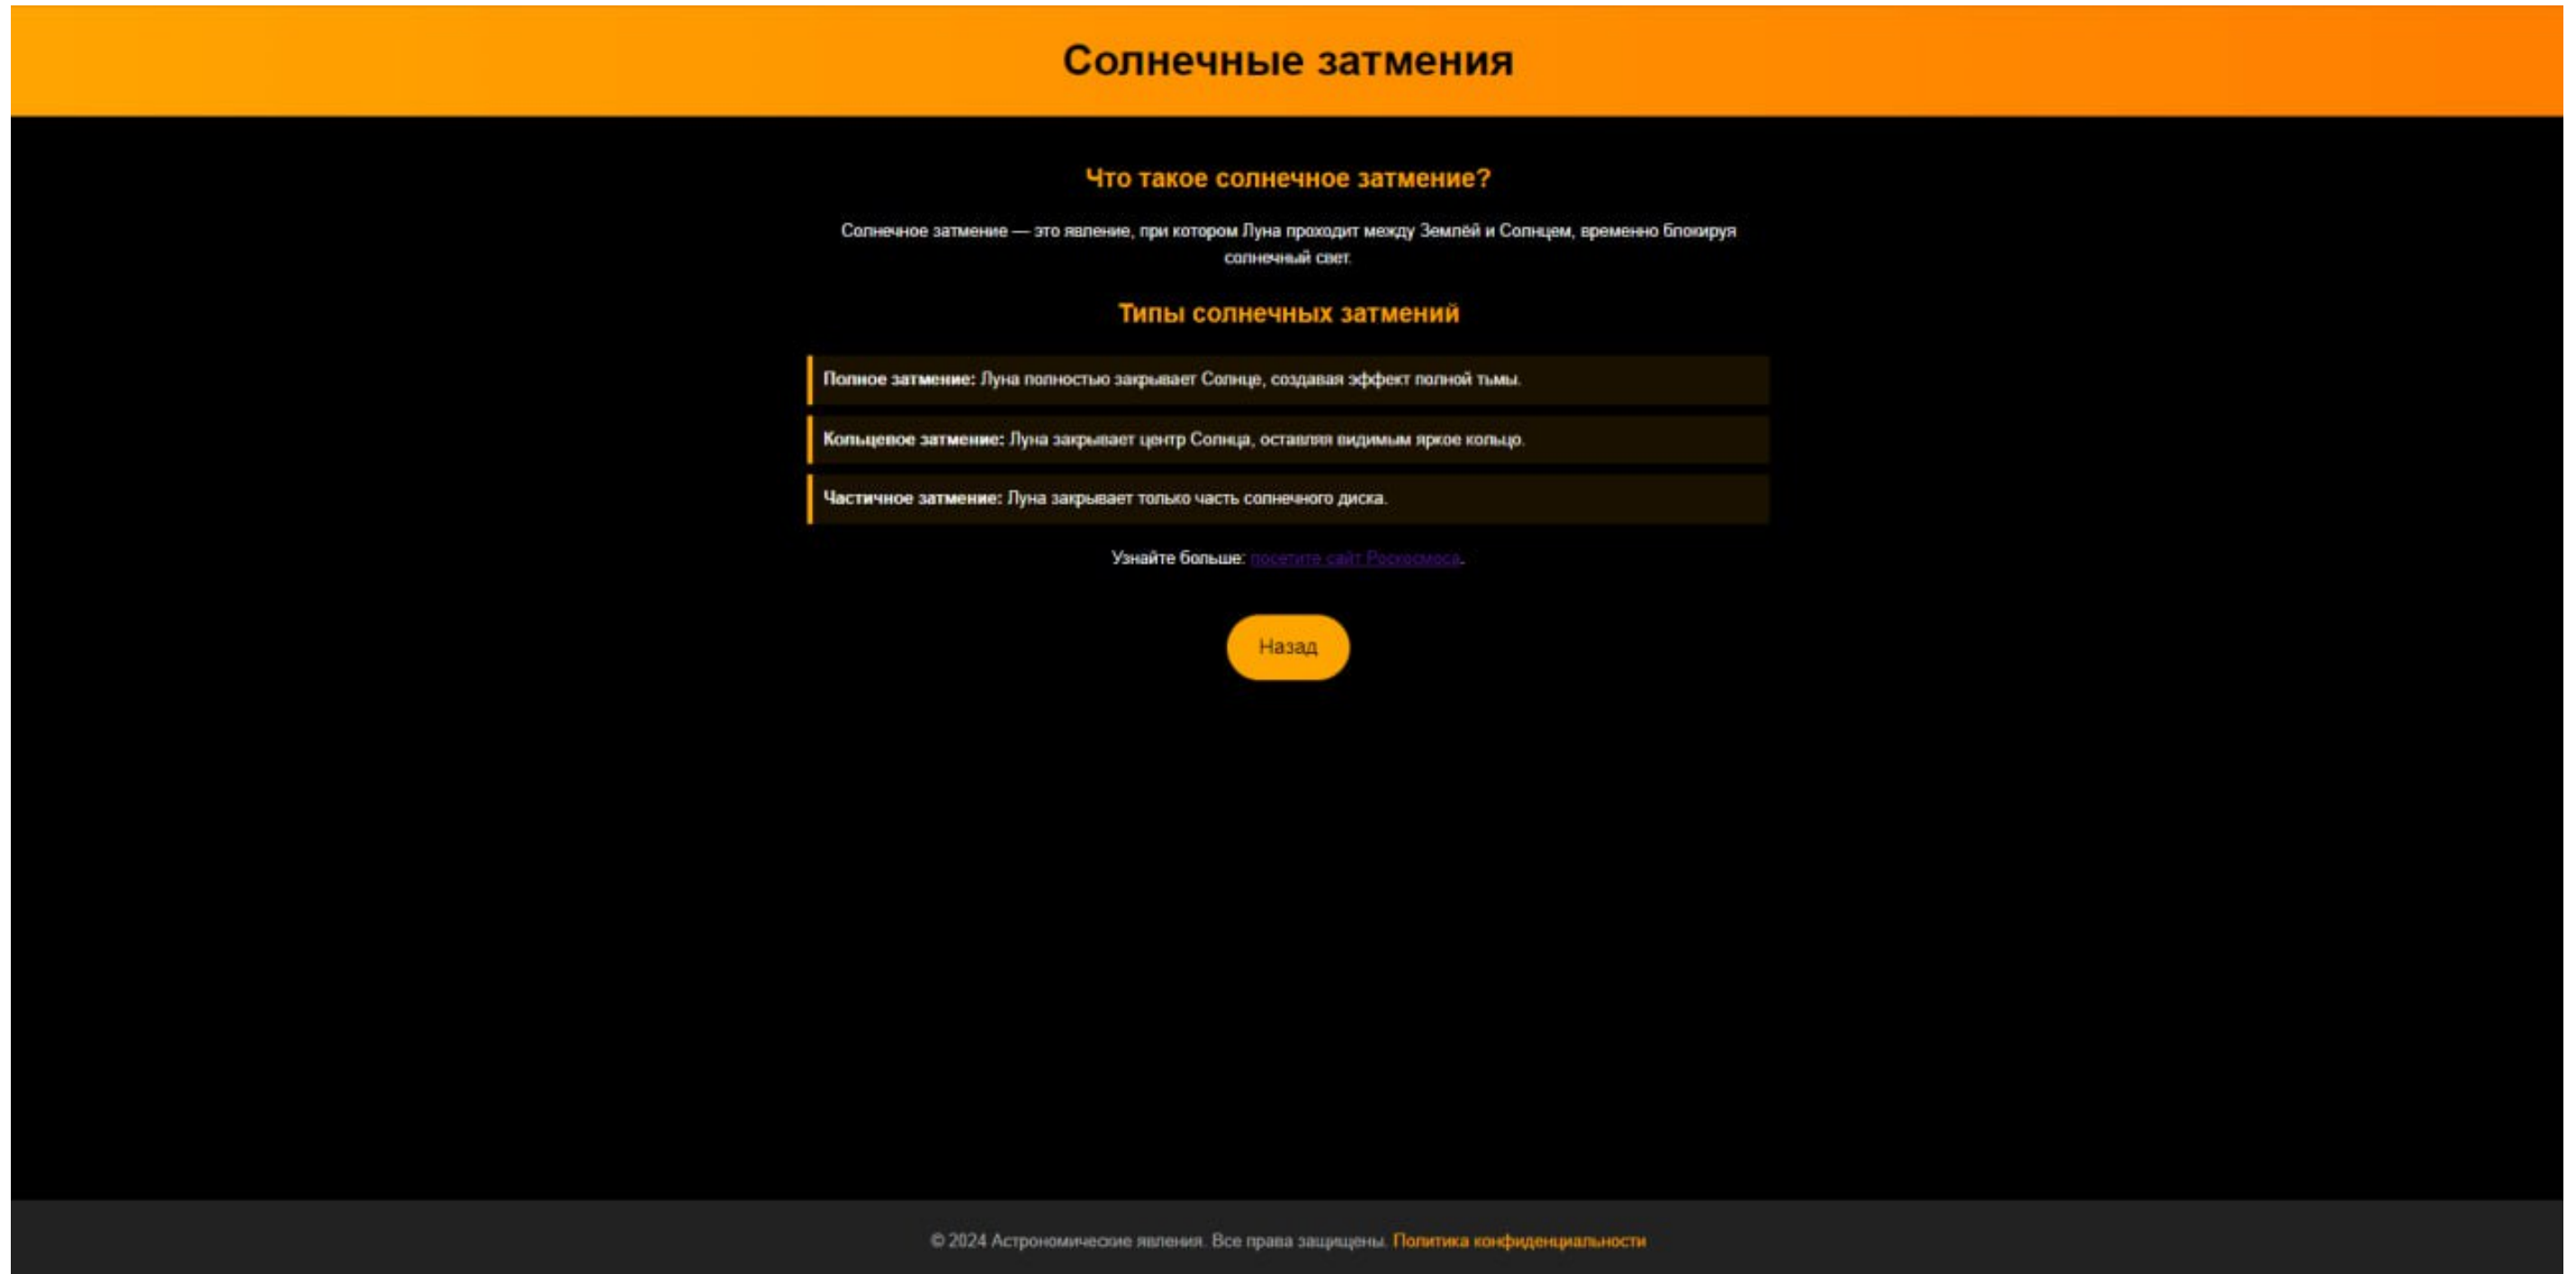 Солнечные затмения
Что такое солнечное затмение?
Солнечное затмение — это явление, при котором Луна проходит между Землёй и Солнцем, временно блокируя
солнечный свет.
Типы солнечных затмений
Полное затмение: Луна полностью закрывает Солнце, создавая эффект полной тьмы.
Кольцевое затмение: Луна закрывает центр Солнца, оставляя видимым яркое кольцо.
Частичное затмение: Луна закрывает только часть солнечного диска.
Узнайте больше: посетите сайт Роскосмоса.
Назад
© 2024 Астрономические явления. Все права защищены. Политика конфиденциальности